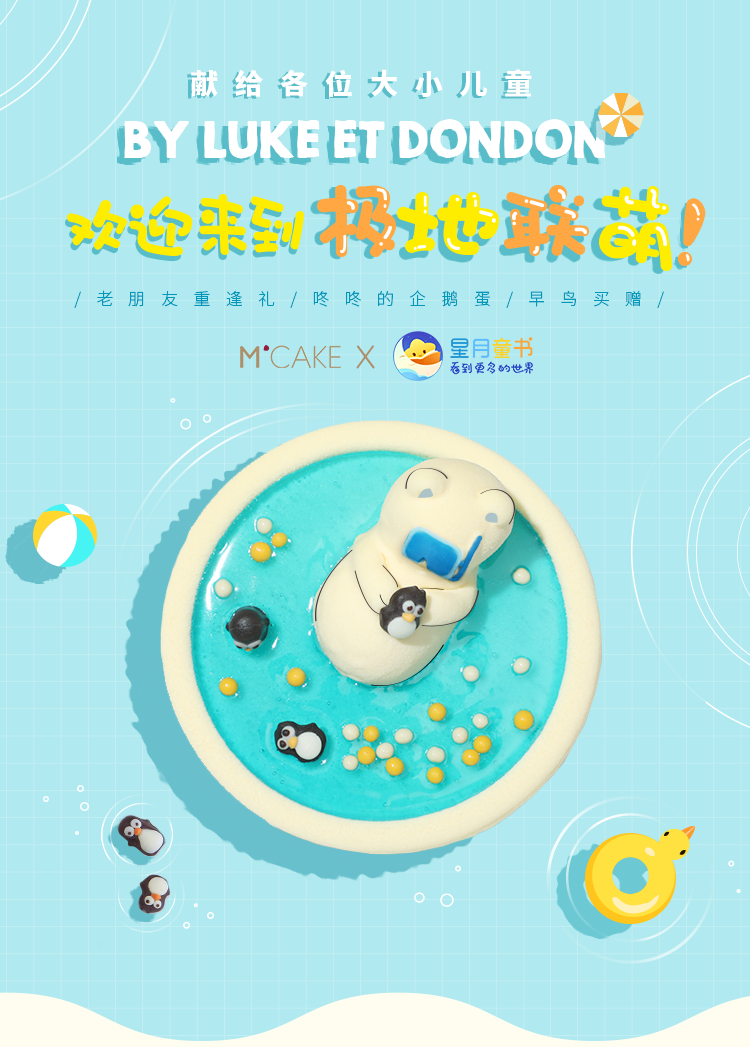 献给各位大小儿童
BY LUKE ET DONDON
欢迎来到极地联萌!
/老朋友重逢礼/咚咚的企鹅蛋/早鸟买赠/
M'CAKE X 星月童书
看到更多的世界